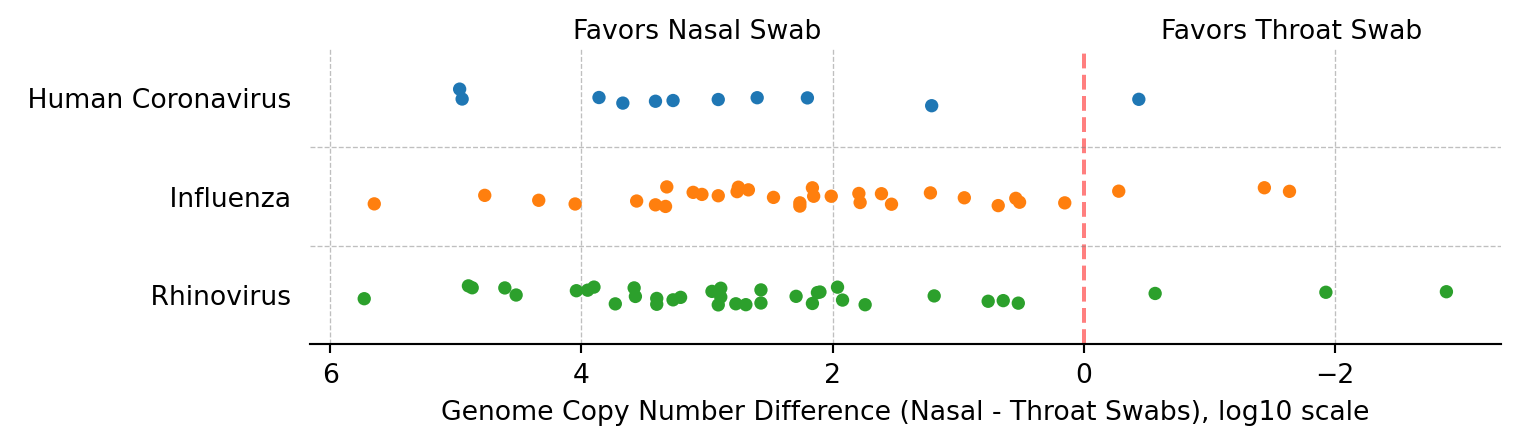 Favors Nasal Swab
Favors Throat Swab
Human Coronavirus
Influenza
Rhinovirus
6 4 2 0 −2
Genome Copy Number Difference (Nasal - Throat Swabs), log10 scale